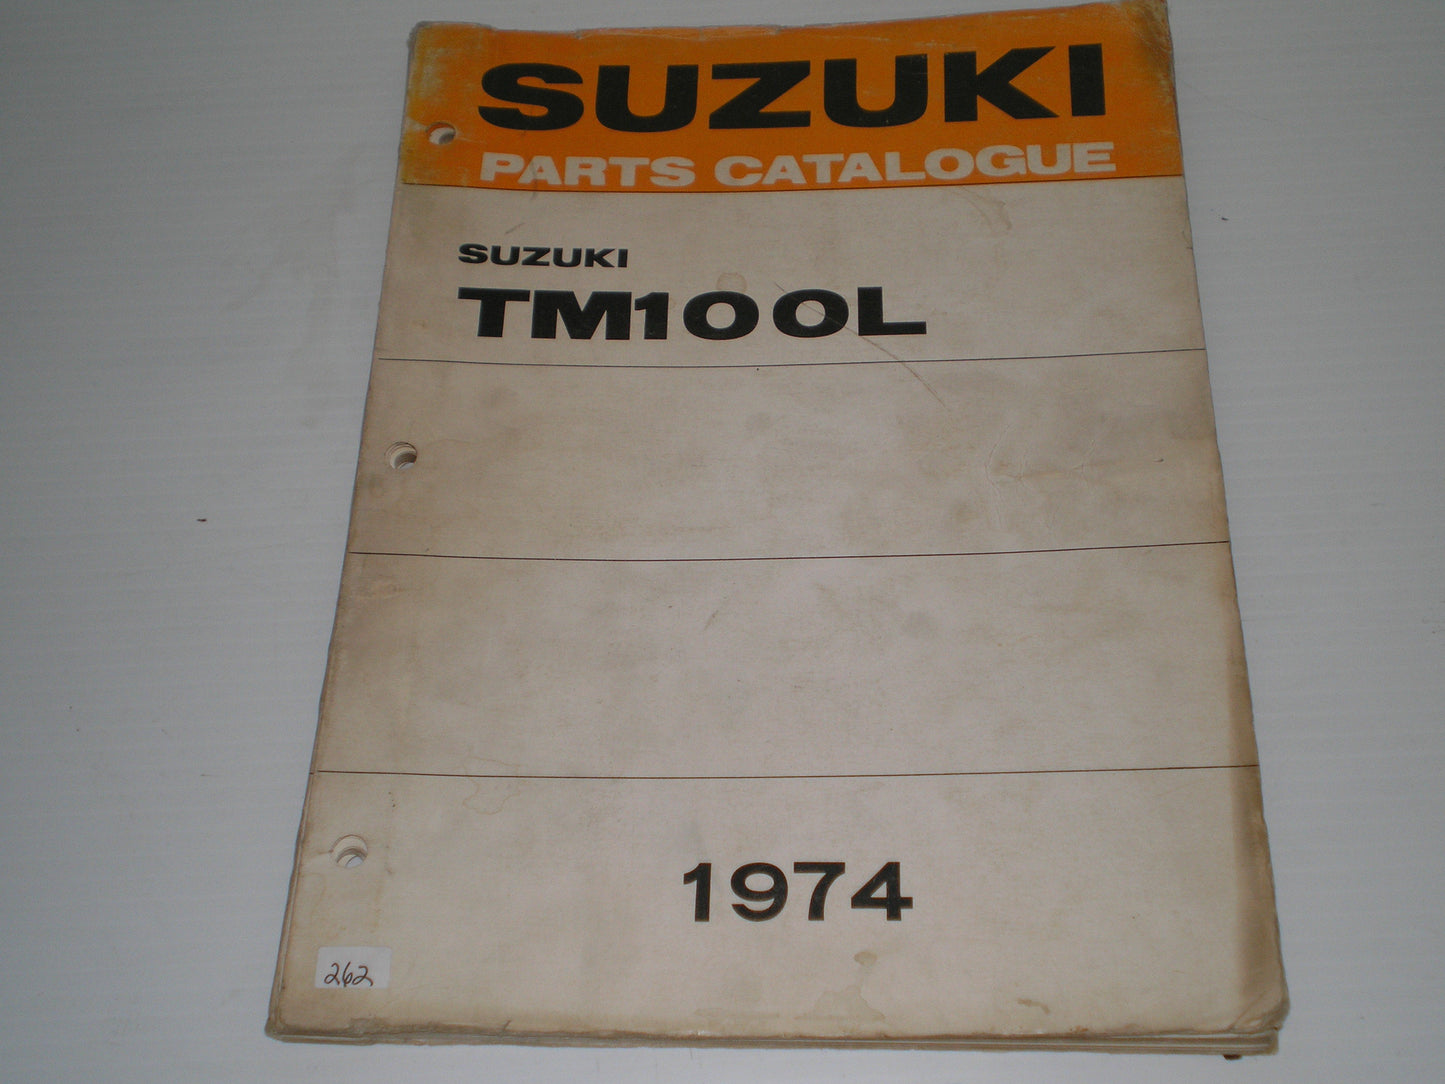 SUZUKI
PARTS CATALOGUE
SUZUKI
TM100L
1974
262